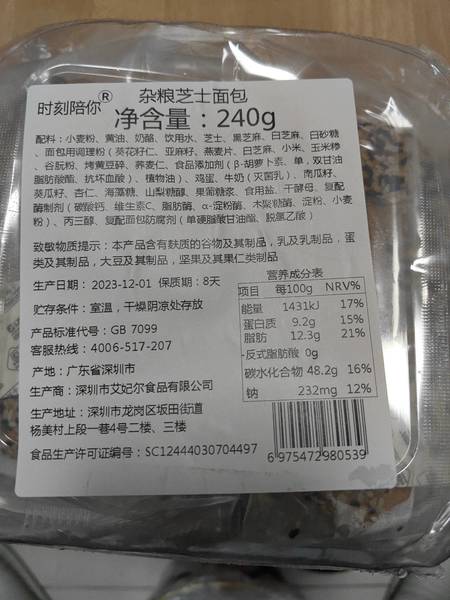 时刻陪你®
杂粮芝士面包
净含量：240g
配料：小麦粉、黄油、奶酪、饮用水、芝士、黑芝麻、白芝麻、白砂糖
、面包用调理粉（葵花籽仁、亚麻籽、燕麦片、白芝麻、小米、玉米糁
、谷朊粉、烤黄豆碎、荞麦仁、食品添加剂（β-胡萝卜素、单，双甘油
脂肪酸酯、抗坏血酸）、植物油）、鸡蛋、牛奶（灭菌乳）、南瓜籽、
葵瓜籽、杏仁、海藻糖、山梨糖醇、果葡糖浆、食用盐、干酵母、复配
酶制剂（碳酸钙、维生素C、脂肪酶、α-淀粉酶、木聚糖酶、淀粉、小麦
粉）、丙三醇、复配面包防腐剂（单硬脂酸甘油酯、脱氢乙酸）
致敏物质提示：本产品含有麸质的谷物及其制品，乳及乳制品，蛋
类及其制品，大豆及其制品，坚果及其果仁类制品
生产日期：2023-12-01 保质期：8天
贮存条件：室温，干燥阴凉处存放
产品标准代号：GB 7099
客服热线：4006-517-207
产地：广东省深圳市
生产商：深圳市艾妃尔食品有限公司
生产地址：深圳市龙岗区坂田街道
杨美村上段一巷4号二楼、三楼
食品生产许可证编号：SC12444030704497
营养成分表
项目 每100g NRV%
能量 1431kJ 17%
蛋白质 9.2g 15%
脂肪 12.3g 21%
-反式脂肪酸 0g
碳水化合物 48.2g 16%
钠 232mg 12%
6 975472 980539